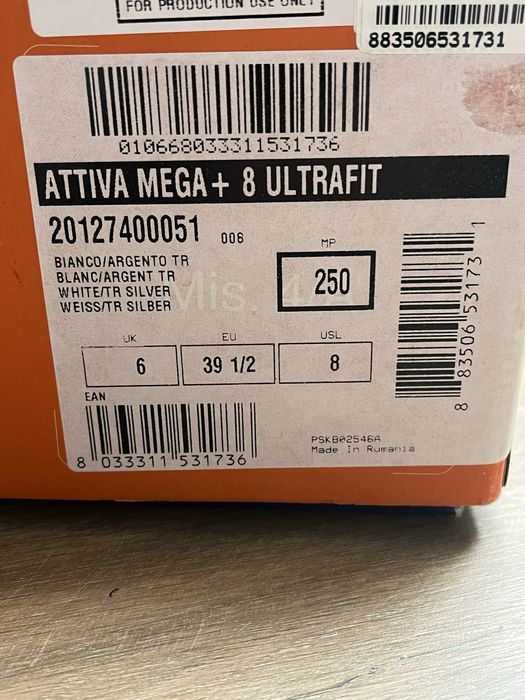 FOR PRODUCTION USE ONLY
883506531731
010668033311531736
ATTIVA MEGA+ 8 ULTRAFIT
20127400051 006
BIANCO/ARGENTO TR
BLANC/ARGENT TR
WHITE/TR SILVER
WEISS/TR SILBER
MP
250
UK
6
EU
39 1/2
USL
8
EAN
8 033311 531736
PSKB02546A
Made In Rumania
8 83506 53173 1